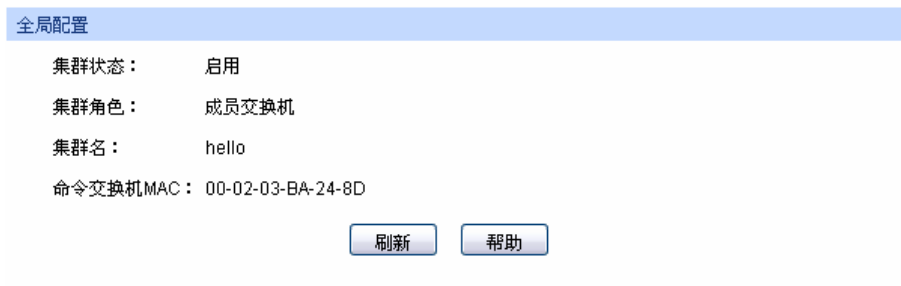 全局配置
集群状态： 启用
集群角色： 成员交换机
集群名： hello
命令交换机MAC： 00-02-03-BA-24-8D
刷新 帮助